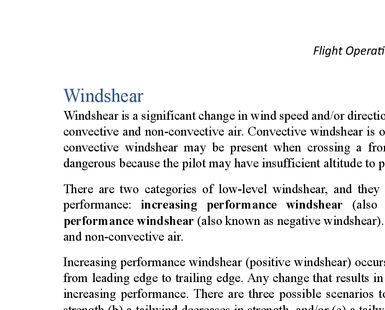 Flight Operati
Windshear
Windshear is a significant change in wind speed and/or directio
convective and non-convective air. Convective windshear is o
convective windshear may be present when crossing a fron
dangerous because the pilot may have insufficient altitude to p
There are two categories of low-level windshear, and they
performance: increasing performance windshear (also
performance windshear (also known as negative windshear).
and non-convective air.
Increasing performance windshear (positive windshear) occurs
from leading edge to trailing edge. Any change that results in
increasing performance. There are three possible scenarios to
strength (b) a tailwind decreases in strength, and/or (c) a tailw